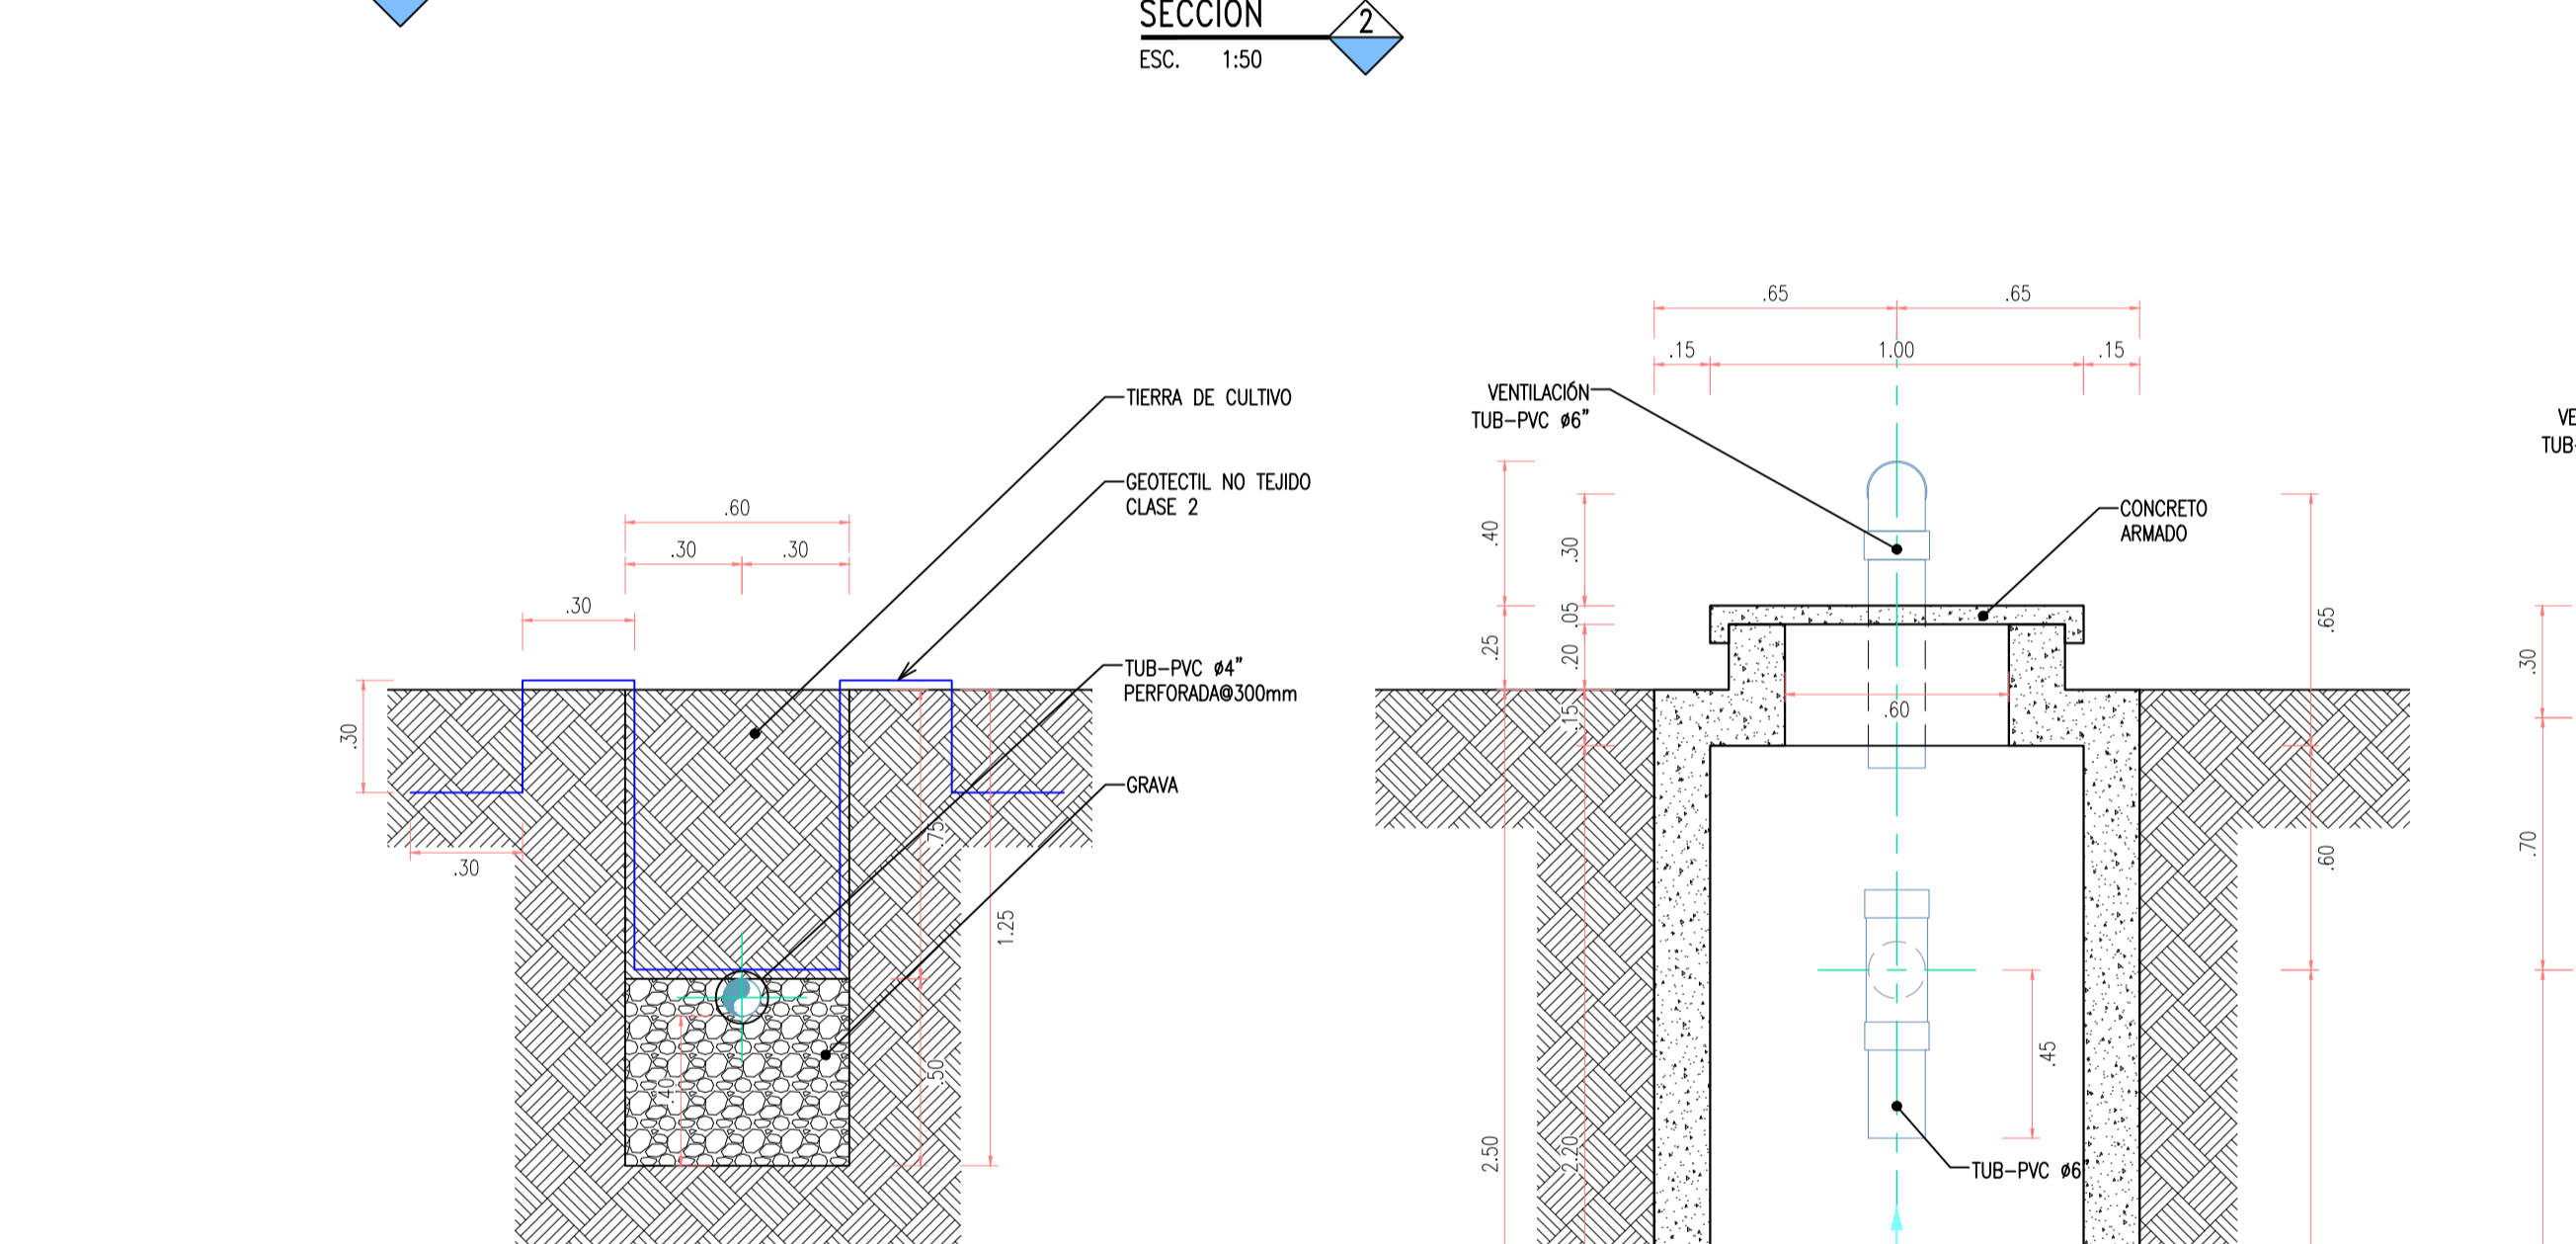 SECCIÓN
2
ESC. 1:50
.65 .65
.15 1.00 .15
VENTILACIÓN
TUB-PVC ø6”
TIERRA DE CULTIVO
GEOTECTIL NO TEJIDO
CLASE 2
.60
.30 .30
.30
.30
.30
TUB-PVC ø4”
PERFORADA@300mm
GRAVA
.75
1.25
.50
.40
CONCRETO
ARMADO
.40
.30
.05
.25
.20
.15
.60
.65
.60
.45
2.50
2.20
TUB-PVC ø6”
VE
TUB-
.30
.70